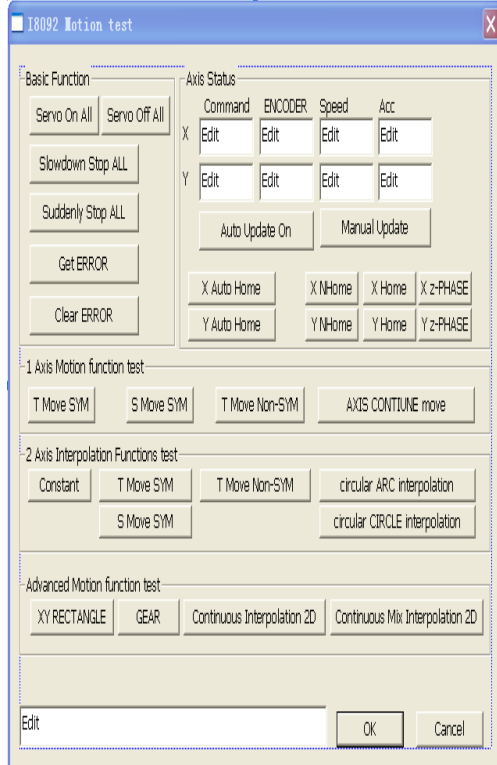 I8092 Motion test
Basic Function
Servo On All Servo Off All
Slowdown Stop ALL
Suddenly Stop ALL
Get ERROR
Clear ERROR
Axis Status
Command ENCODER Speed Acc
X Edit Edit Edit Edit
Y Edit Edit Edit Edit
Auto Update On Manual Update
X Auto Home X NHome X Home X z-PHASE
Y Auto Home Y NHome Y Home Y z-PHASE
1 Axis Motion function test
T Move SYM S Move SYM T Move Non-SYM AXIS CONTIUNE move
2 Axis Interpolation Functions test
Constant T Move SYM T Move Non-SYM circular ARC interpolation
S Move SYM circular CIRCLE interpolation
Advanced Motion function test
XY RECTANGLE GEAR Continuous Interpolation 2D Continuous Mix Interpolation 2D
Edit OK Cancel